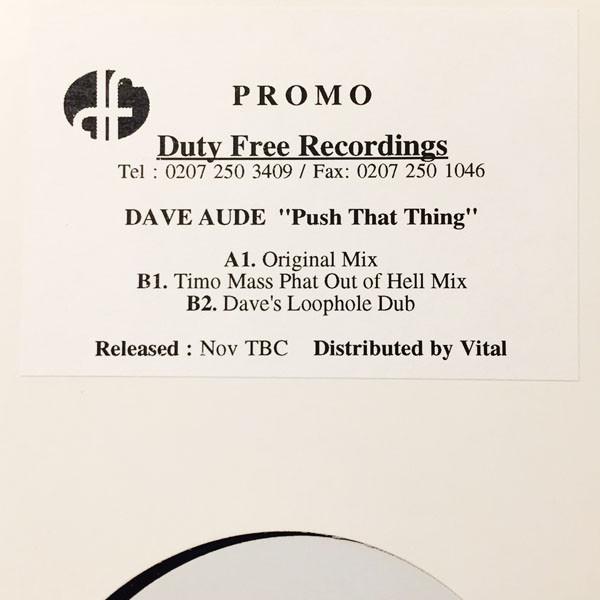 df
PROMO
Duty Free Recordings
Tel : 0207 250 3409 / Fax: 0207 250 1046
DAVE AUDE "Push That Thing"
A1. Original Mix
B1. Timo Mass Phat Out of Hell Mix
B2. Dave's Loophole Dub
Released : Nov TBC Distributed by Vital